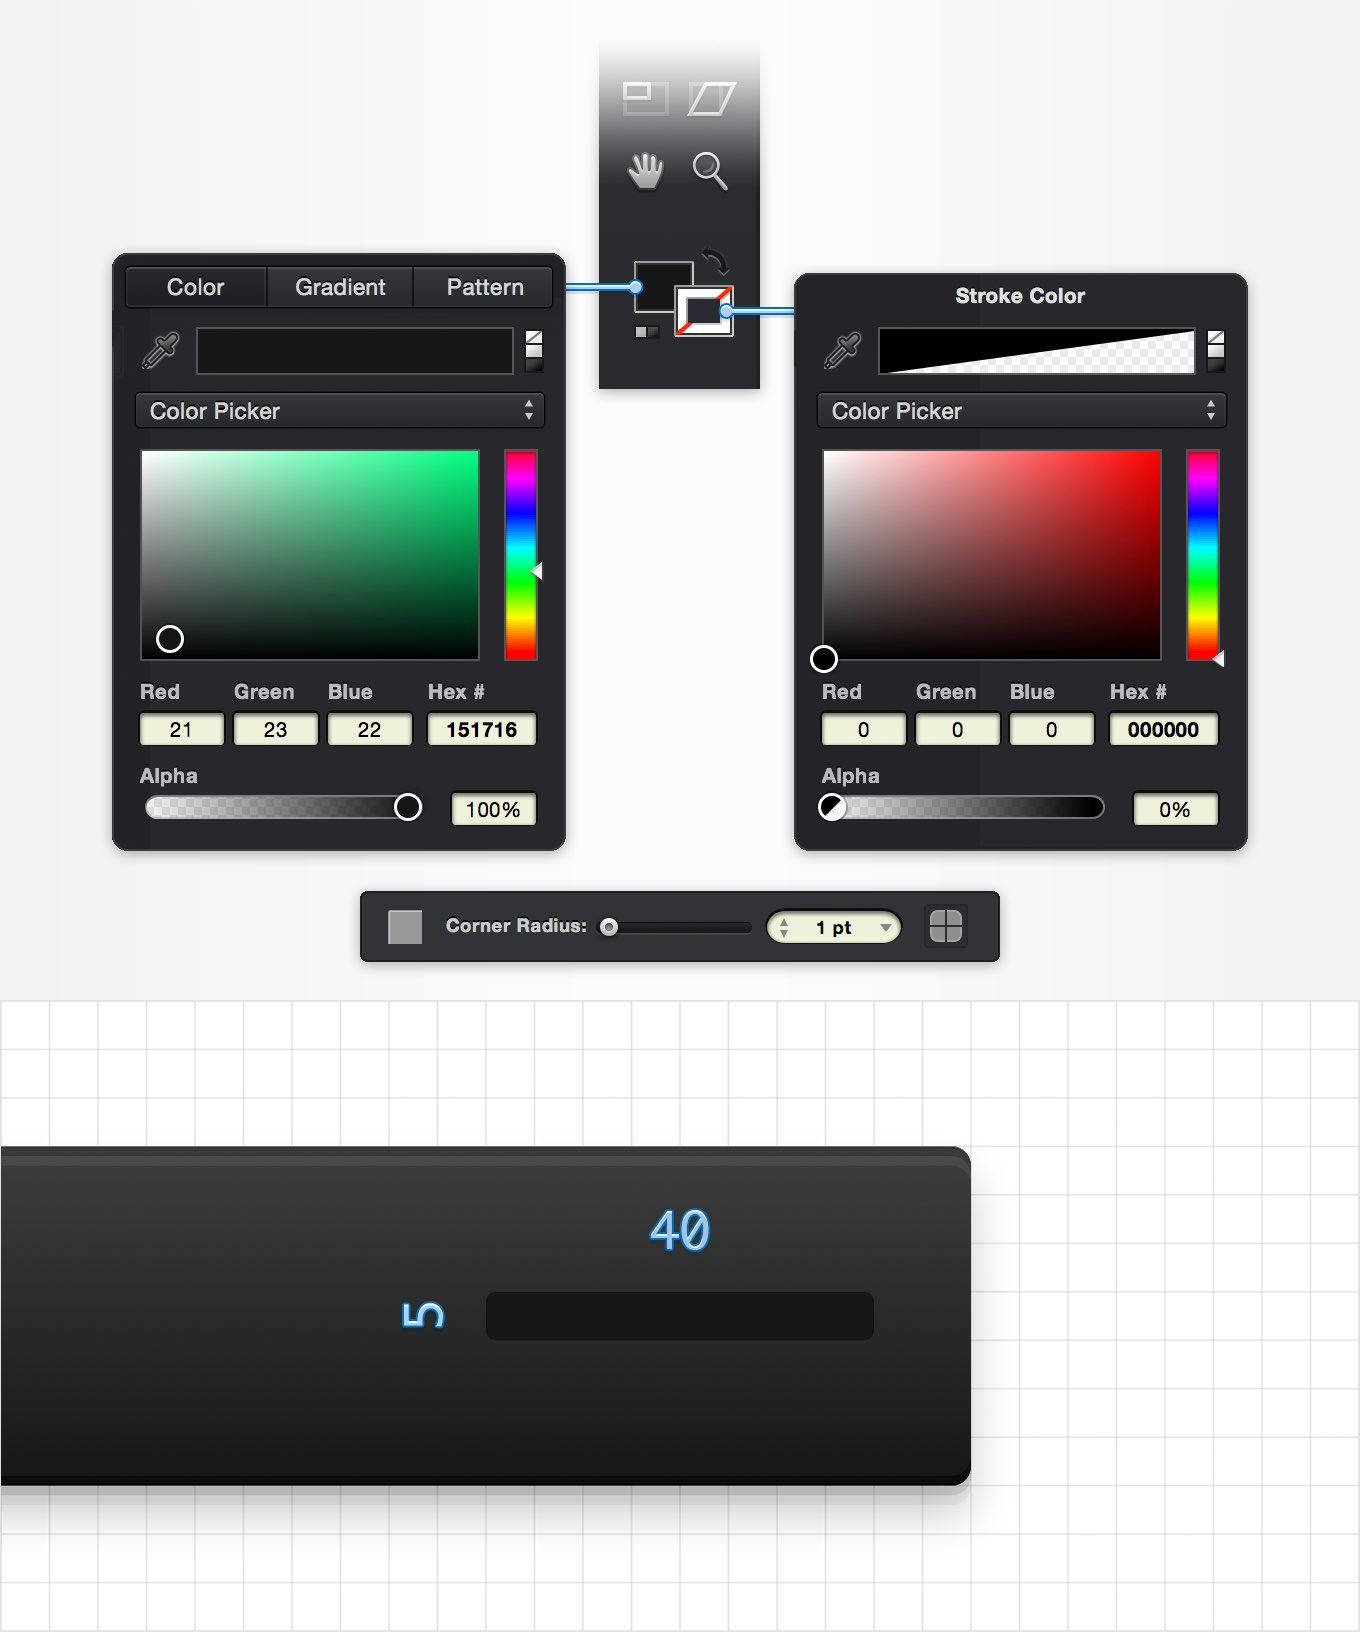 Color Gradient Pattern
Stroke Color
Color Picker
Color Picker
Red Green Blue Hex #
21 23 22 151716
Alpha
100%
Red Green Blue Hex #
0 0 0 000000
Alpha
0%
Corner Radius: 1 pt
40
5